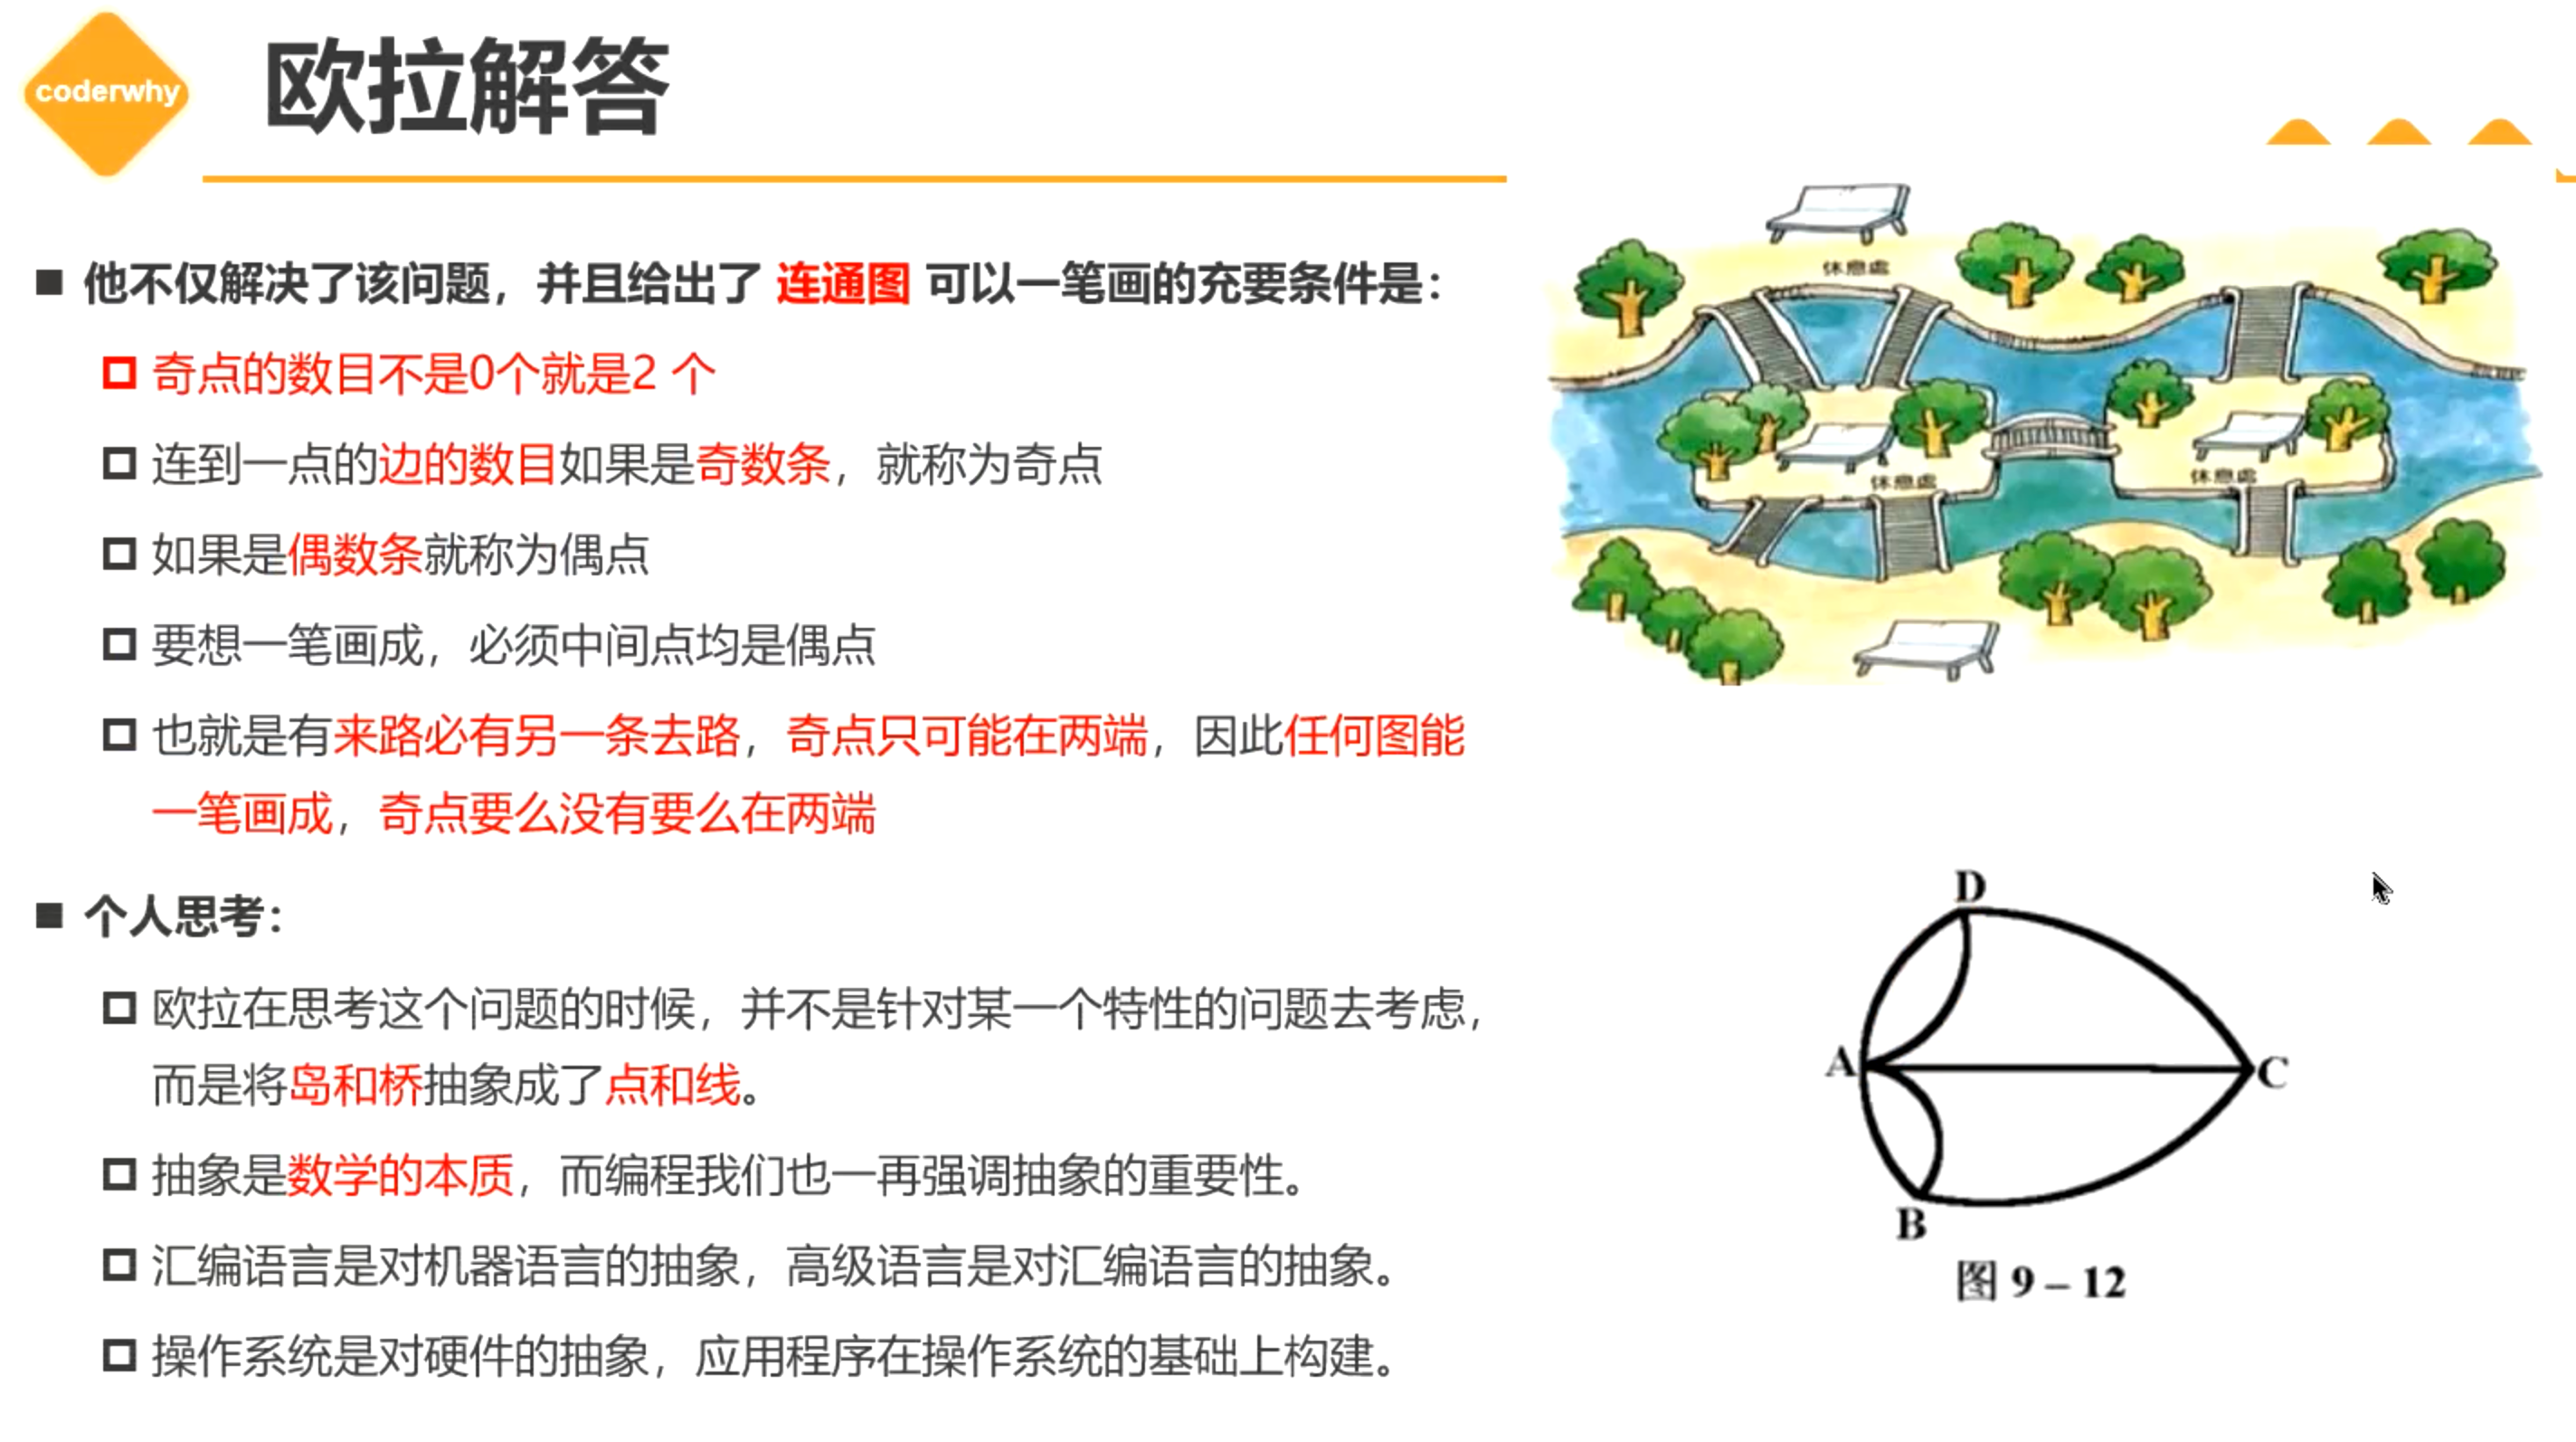 coderwhy
欧拉解答
他不仅解决了该问题，并且给出了 连通图 可以一笔画的充要条件是：
奇点的数目不是0个就是2 个
连到一点的边的数目如果是奇数条，就称为奇点
如果是偶数条就称为偶点
要想一笔画成，必须中间点均是偶点
也就是有来路必有另一条去路，奇点只可能在两端，因此任何图能
一笔画成，奇点要么没有要么在两端
个人思考：
欧拉在思考这个问题的时候，并不是针对某一个特性的问题去考虑，
而是将岛和桥抽象成了点和线。
抽象是数学的本质，而编程我们也一再强调抽象的重要性。
汇编语言是对机器语言的抽象，高级语言是对汇编语言的抽象。
操作系统是对硬件的抽象，应用程序在操作系统的基础上构建。
休息處
休息處
休息處
D
A
C
B
图 9 – 12